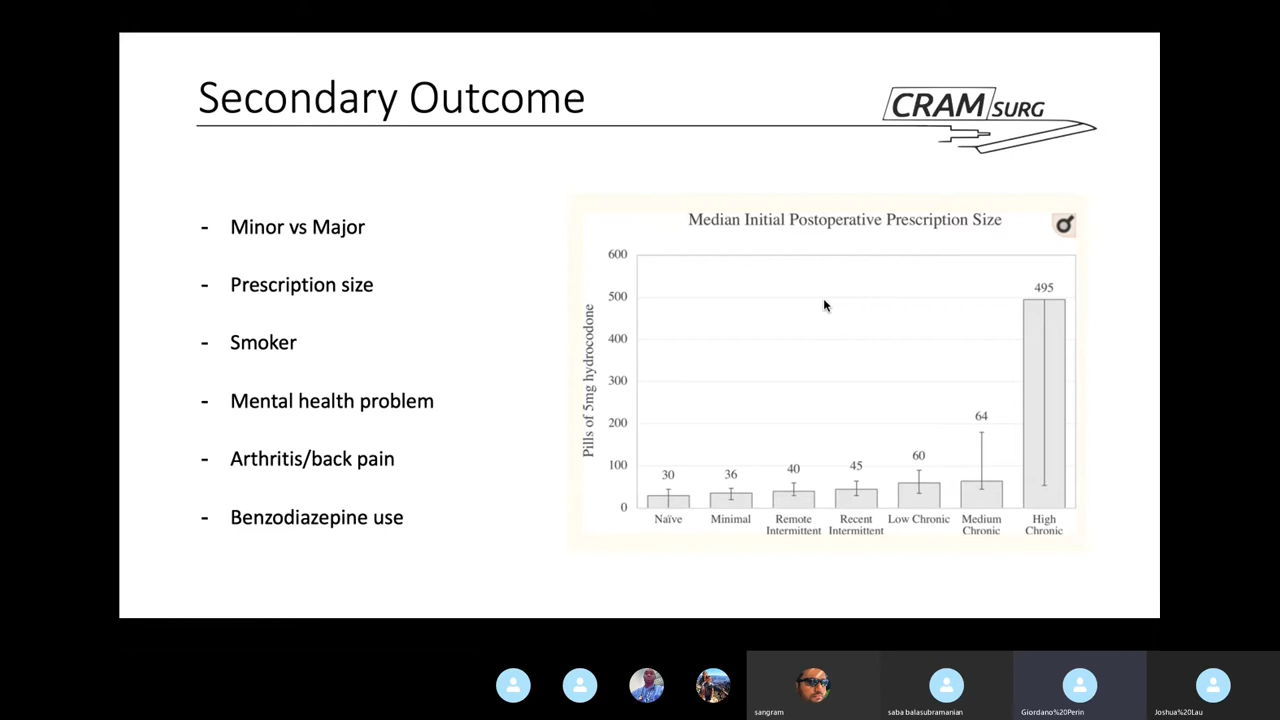 Secondary Outcome
CRAM SURG
- Minor vs Major
- Prescription size
- Smoker
- Mental health problem
- Arthritis/back pain
- Benzodiazepine use
Median Initial Postoperative Prescription Size
Pills of 5mg hydrocodone
600
500
400
300
200
100
0
30
36
40
45
60
64
495
Naïve
Minimal
Remote
Intermittent
Recent
Intermittent
Low Chronic
Medium
Chronic
High
Chronic
sangram
saba balasubramanian
Giordano%20Perin
Joshua%20Lau